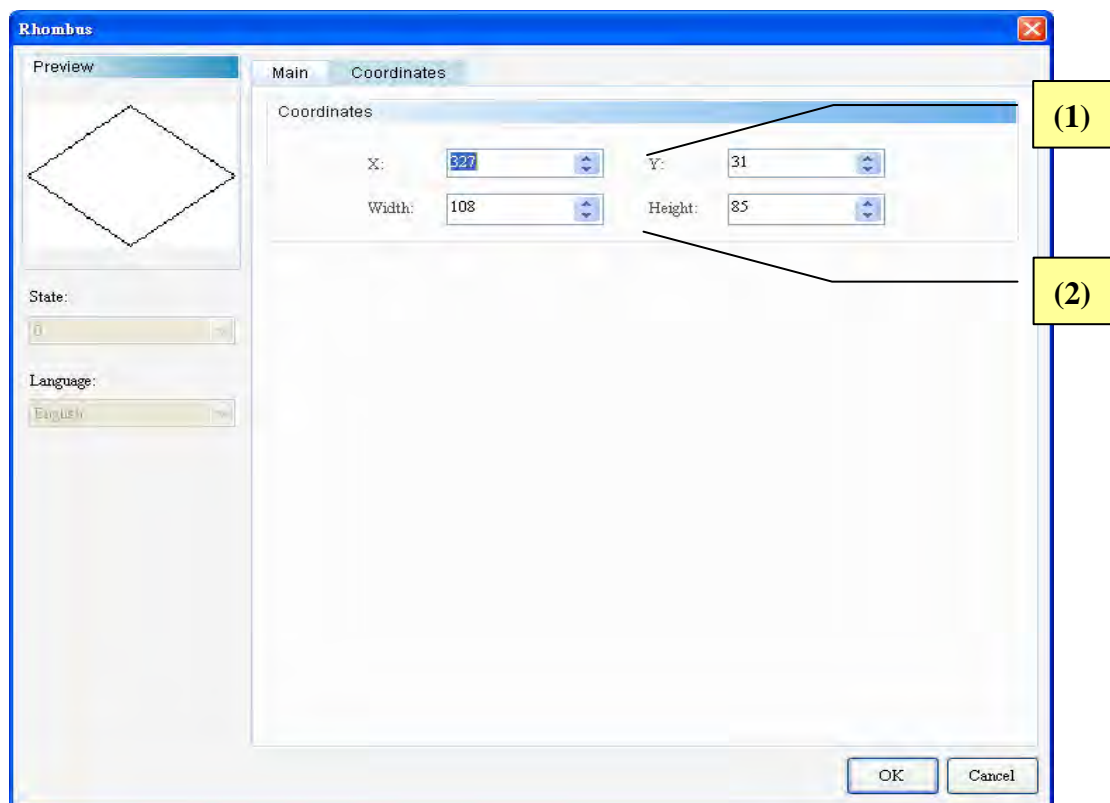 Rhombus
Preview
Main Coordinates
Coordinates
(1)
X: 327 Y: 31
Width: 108 Height: 85
(2)
State:
0
Language:
English
OK Cancel